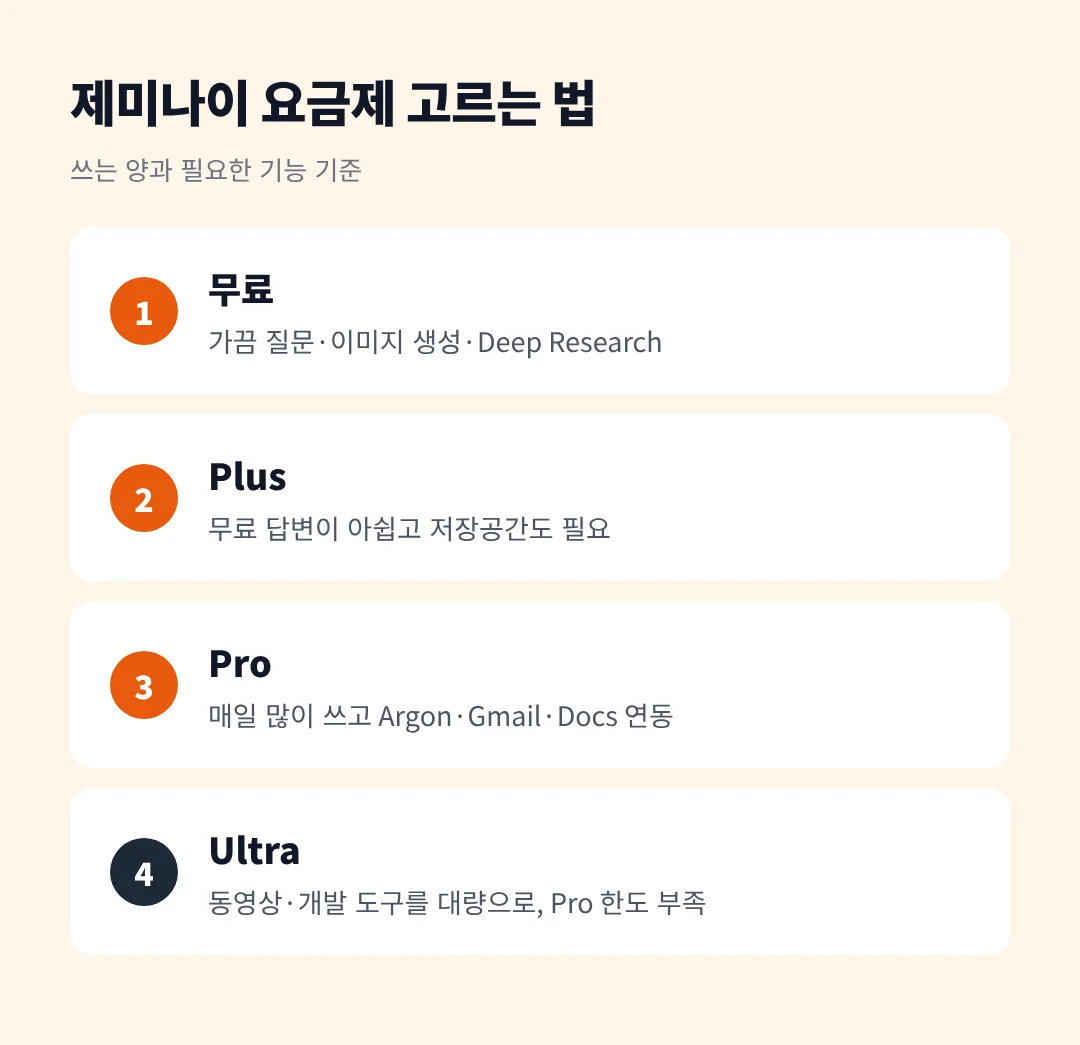 제미나이 요금제 고르는 법
쓰는 양과 필요한 기능 기준
1
무료
가끔 질문·이미지 생성·Deep Research
2
Plus
무료 답변이 아쉽고 저장공간도 필요
3
Pro
매일 많이 쓰고 Argon·Gmail·Docs 연동
4
Ultra
동영상·개발 도구를 대량으로, Pro 한도 부족